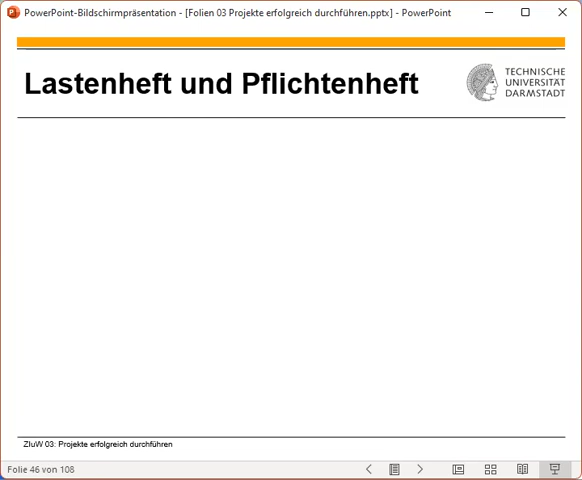 PowerPoint-Bildschirmpräsentation - [Folien 03 Projekte erfolgreich durchführen.pptx] - PowerPoint
Lastenheft und Pflichtenheft
TECHNISCHE
UNIVERSITÄT
DARMSTADT
ZIuW 03: Projekte erfolgreich durchführen
Folie 46 von 108